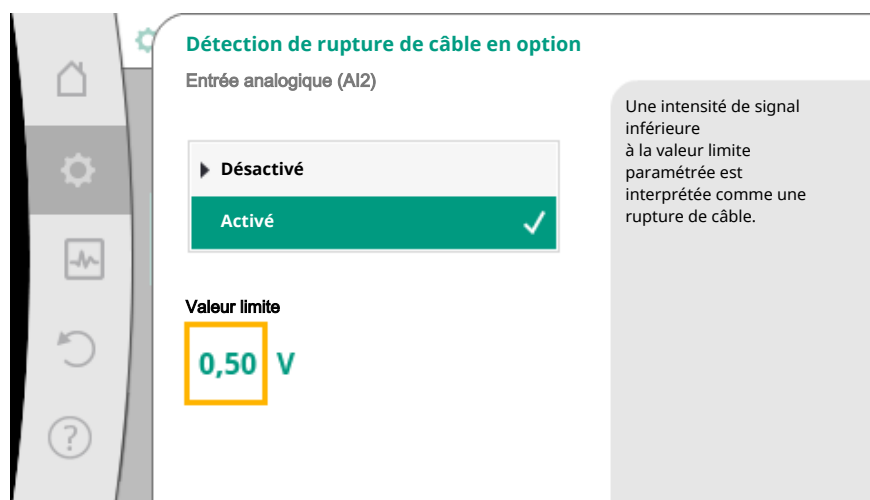 Détection de rupture de câble en option
Entrée analogique (AI2)
Une intensité de signal
inférieure
à la valeur limite
paramétrée est
interprétée comme une
rupture de câble.
Désactivé
Activé
Valeur limite
0,50 V
?